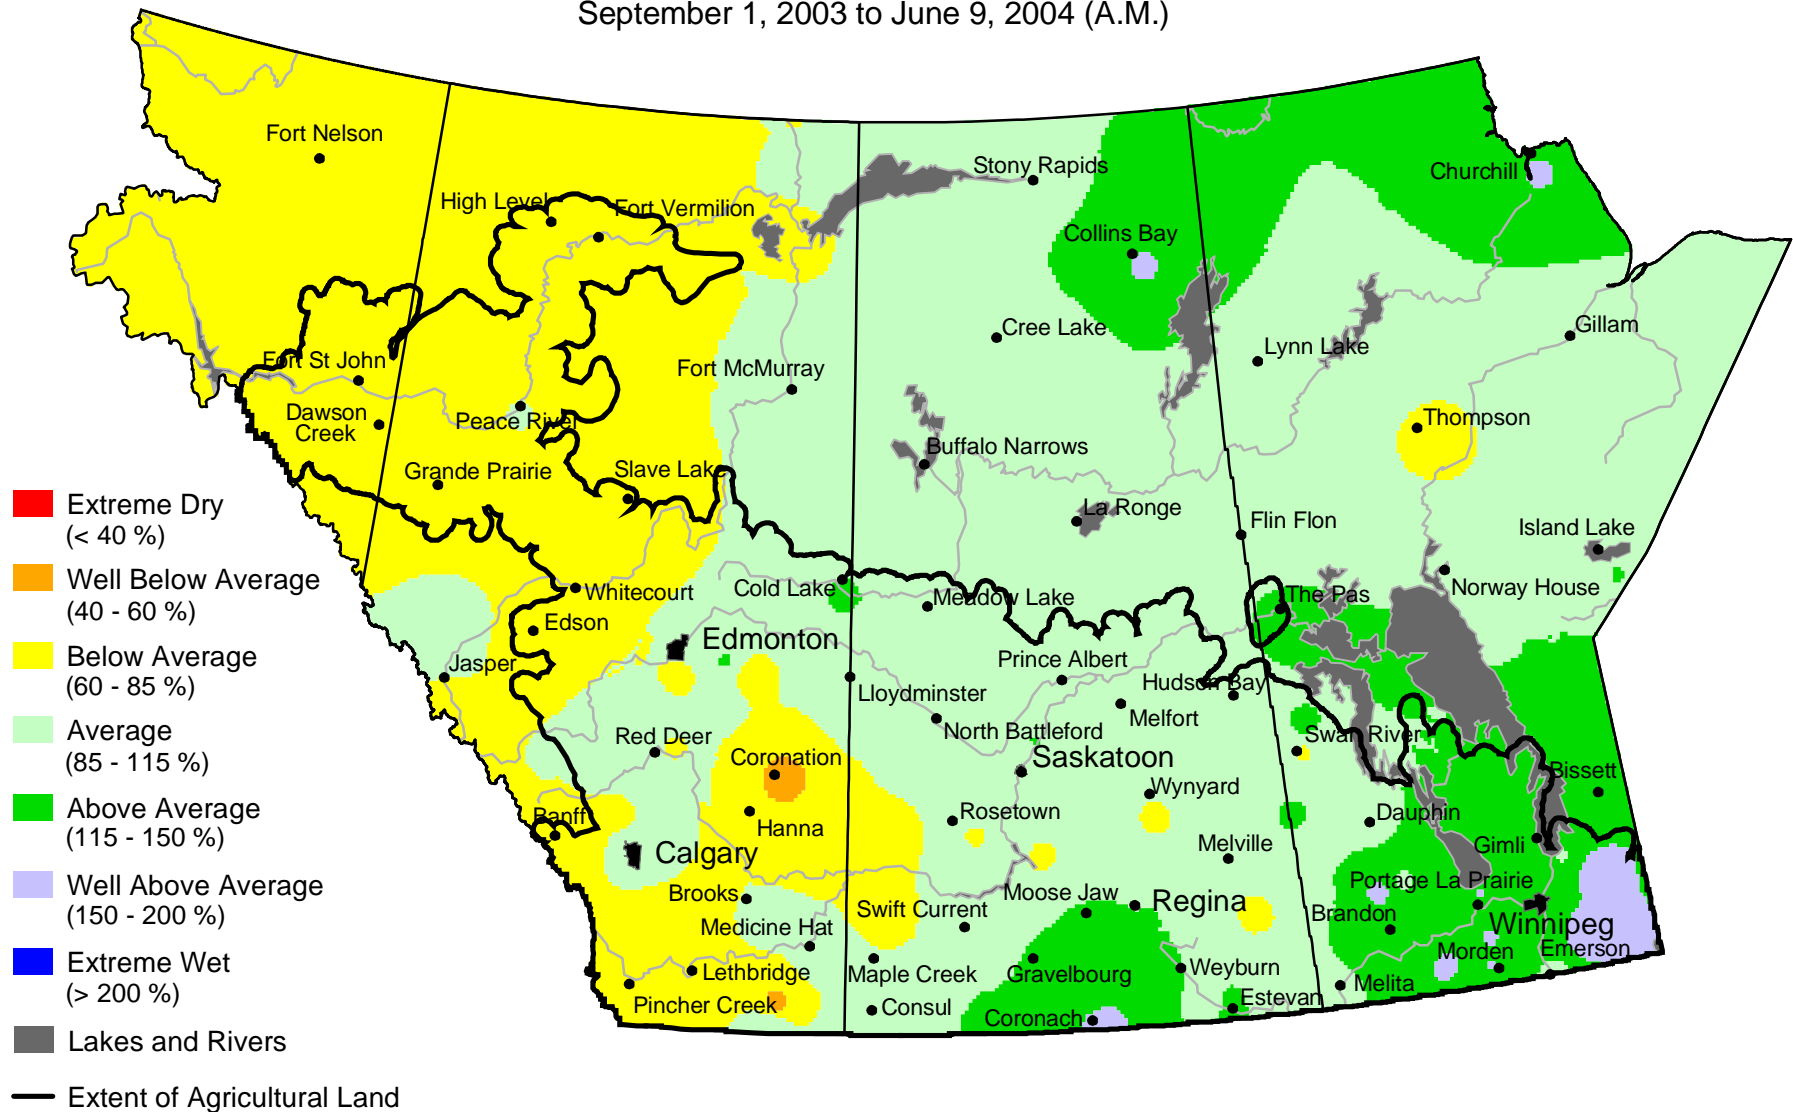 September 1, 2003 to June 9, 2004 (A.M.)
Fort Nelson
Stony Rapids
Churchill
High Level
Fort Vermilion
Collins Bay
Cree Lake
Gillam
Lynn Lake
Fort St John
Fort McMurray
Dawson
Creek
Peace River
Thompson
Buffalo Narrows
Grande Prairie
Slave Lake
La Ronge
Flin Flon
Island Lake
Whitecourt
Cold Lake
Meadow Lake
The Pas
Norway House
Edson
Edmonton
Jasper
Prince Albert
Hudson Bay
Lloydminster
Melfort
North Battleford
Red Deer
Swan River
Coronation
Saskatoon
Bissett
Wynyard
Banff
Hanna
Rosetown
Dauphin
Calgary
Melville
Gimli
Brooks
Moose Jaw
Regina
Portage La Prairie
Swift Current
Brandon
Winnipeg
Medicine Hat
Morden
Emerson
Lethbridge
Maple Creek
Gravelbourg
Weyburn
Melita
Pincher Creek
Consul
Coronach
Estevan
Extreme Dry
(< 40 %)
Well Below Average
(40 - 60 %)
Below Average
(60 - 85 %)
Average
(85 - 115 %)
Above Average
(115 - 150 %)
Well Above Average
(150 - 200 %)
Extreme Wet
(> 200 %)
Lakes and Rivers
Extent of Agricultural Land